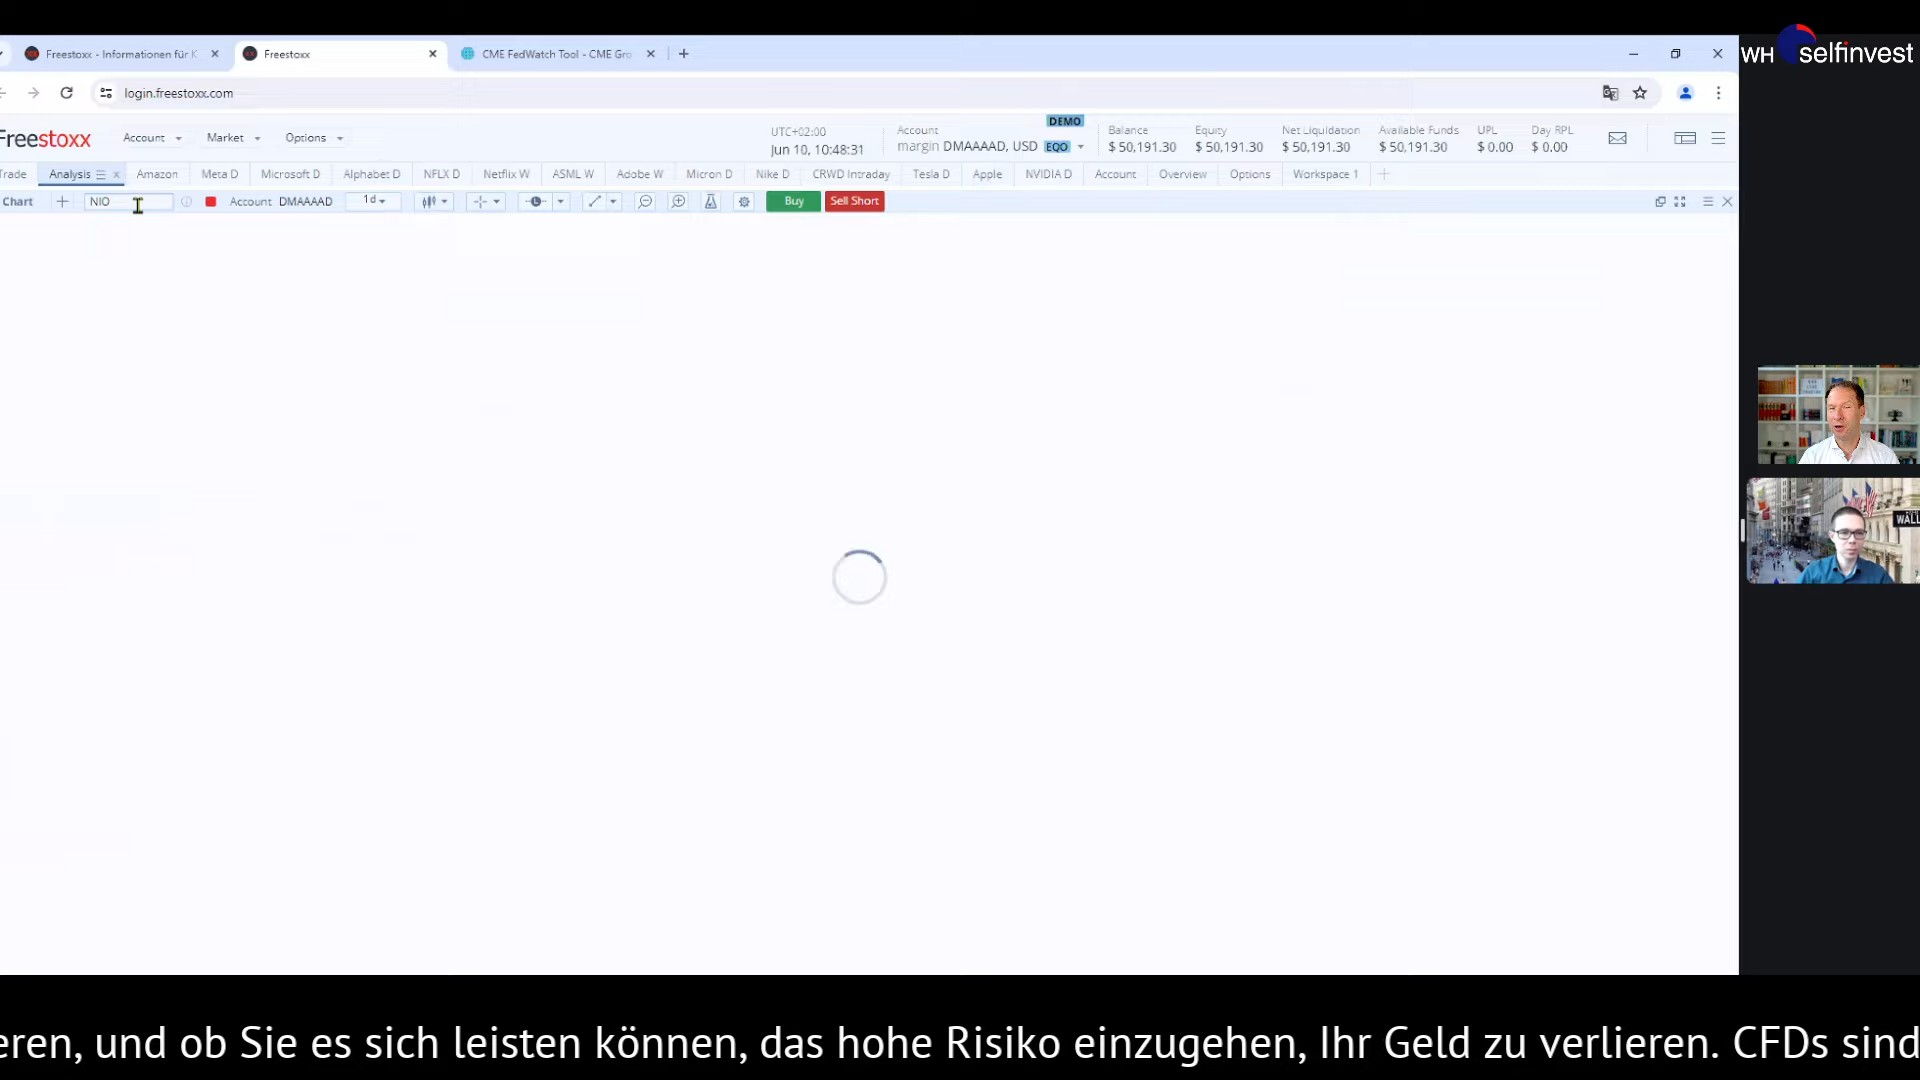 Freestoxx - Informationen für K
Freestoxx
CME FedWatch Tool - CME Gro
WH selfinvest
login.freestoxx.com
Freestoxx
Account
Market
Options
UTC+02:00
Jun 10, 10:48:31
Account
margin DMAAAAD, USD EQO
DEMO
Balance
$ 50,191.30
Equity
$ 50,191.30
Net Liquidation
$ 50,191.30
Available Funds
$ 50,191.30
UPL
$ 0.00
Day RPL
$ 0.00
Trade Analysis Amazon Meta D Microsoft D Alphabet D NFLX D Netflix W ASML W Adobe W Micron D Nike D CRWD Intraday Tesla D Apple NVIDIA D Account Overview Options Workspace 1
Chart NIO Account DMAAAAD 1d Buy Sell Short
WALL
eren, und ob Sie es sich leisten können, das hohe Risiko einzugehen, Ihr Geld zu verlieren. CFDs sind